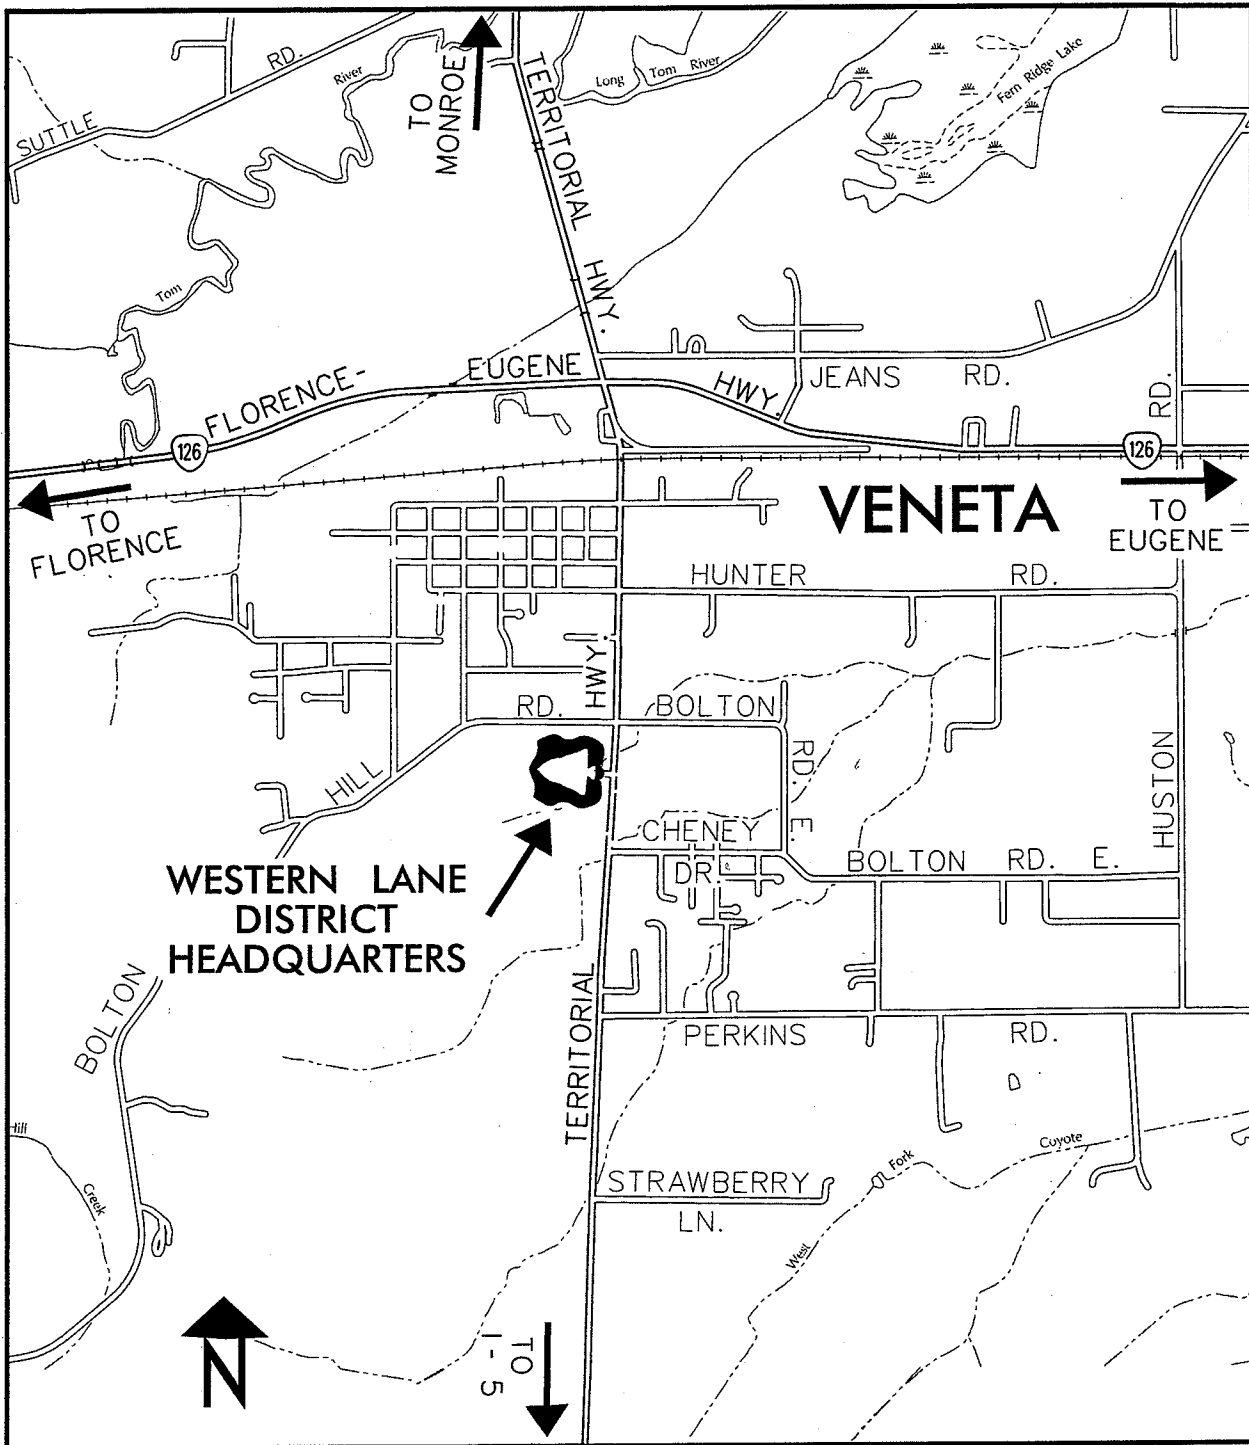 SUTTLE RD.
River
TO
MONROE
TERRITORIAL HWY.
Long Tom River
Fern Ridge Lake
Tom
FLORENCE-EUGENE HWY.
JEANS RD.
RD.
126
126
TO
FLORENCE
VENETA
TO
EUGENE
HUNTER RD.
HWY.
RD.
BOLTON
RD. E.
HILL
HUSTON
CHENEY
DR.
BOLTON RD. E.
WESTERN LANE
DISTRICT
HEADQUARTERS
BOLTON
TERRITORIAL
PERKINS RD.
Hill
Creek
Fork
Coyote
STRAWBERRY
LN.
West
N
TO
I-5